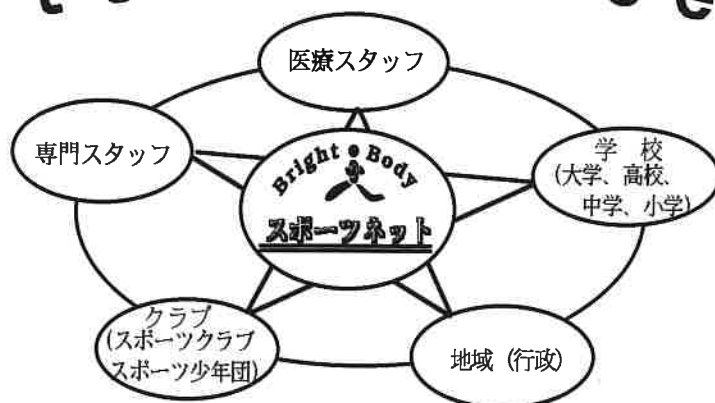 医療スタッフ
専門スタッフ
Bright Body
スポーツネット
学 校
(大学、高校、
中学、小学)
クラブ
(スポーツクラブ
スポーツ少年団)
地域 (行政)